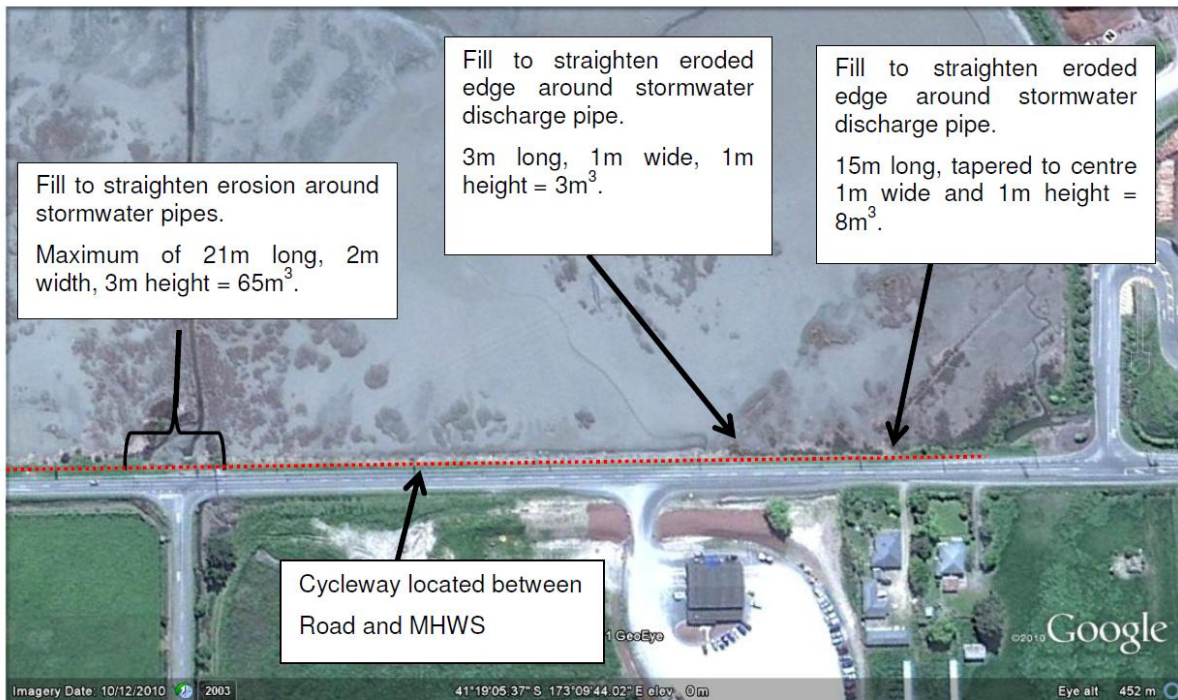 Fill to straighten erosion around
stormwater pipes.
Maximum of 21m long, 2m
width, 3m height = 65m³.
Fill to straighten eroded
edge around stormwater
discharge pipe.
3m long, 1m wide, 1m
height = 3m³.
Fill to straighten eroded
edge around stormwater
discharge pipe.
15m long, tapered to centre
1m wide and 1m height =
8m³.
N
Cycleway located between
Road and MHWS
1 GeoEye
©2010 Google
Imagery Date: 10/12/2010 2003 41°19'05.37" S 173°09'44.02" E elev 0 m Eye alt 452 m